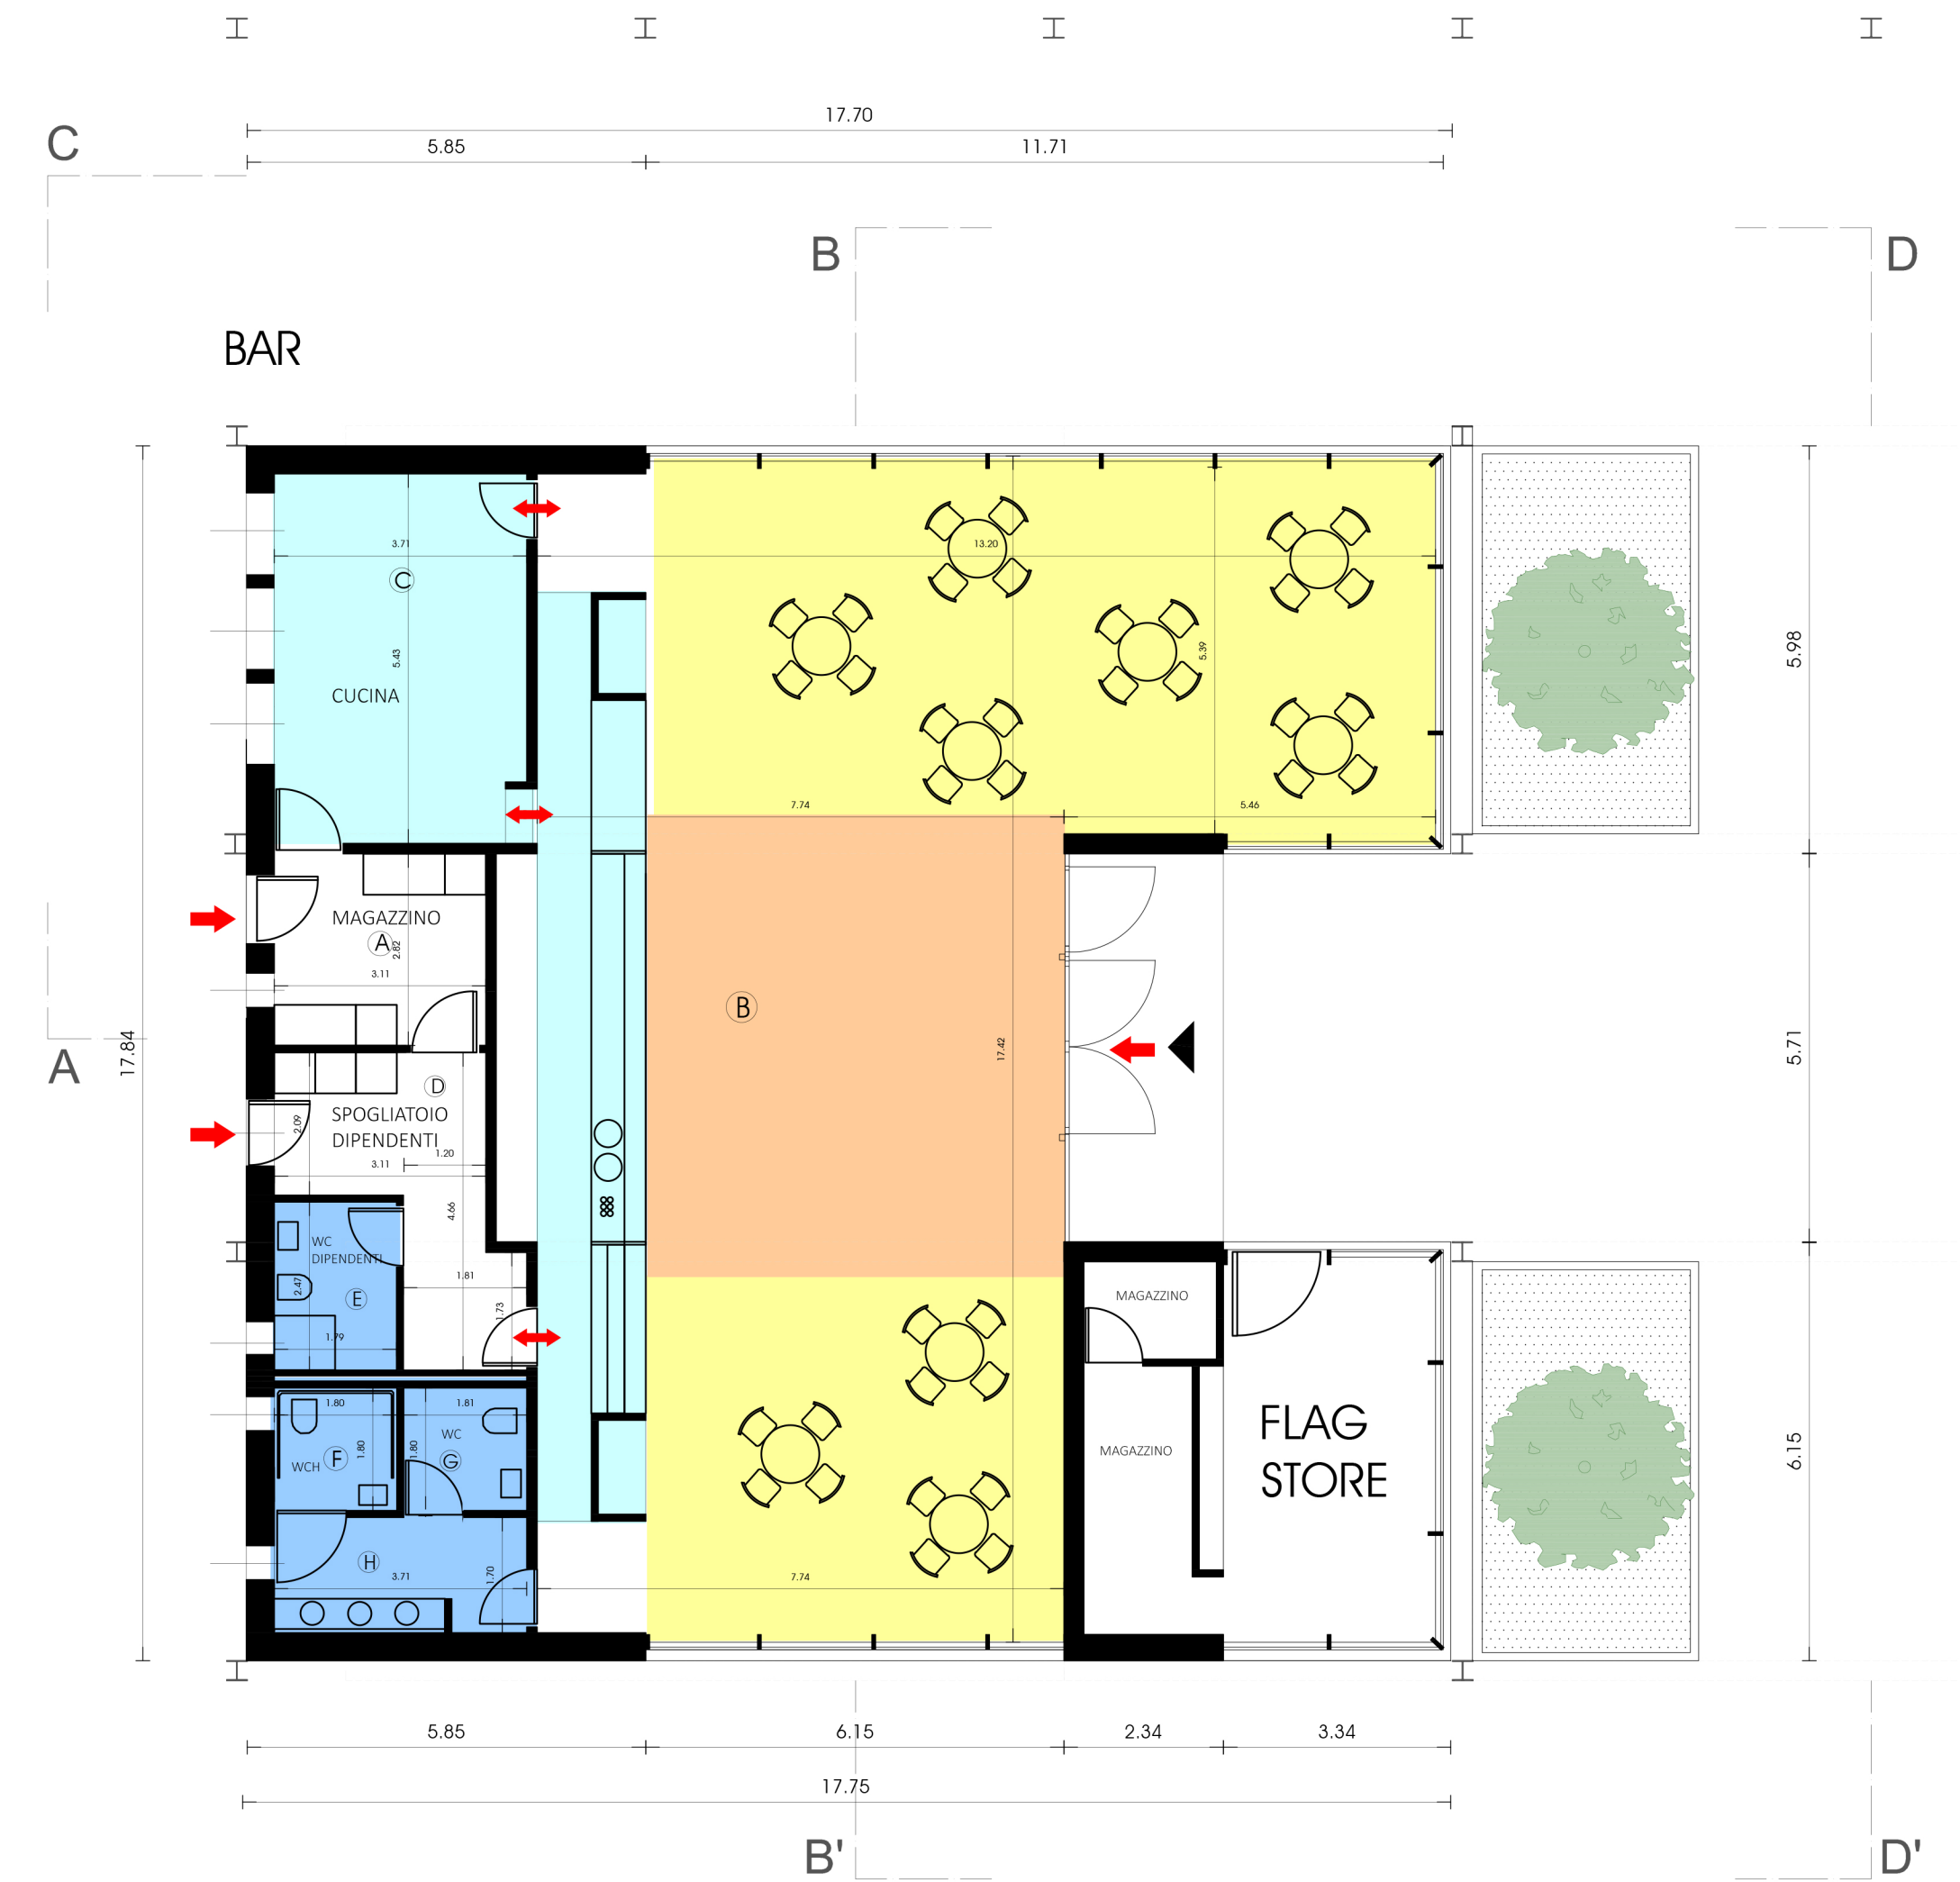 17.70
C
5.85
11.71
B
D
BAR
3.71
13.20
C
5.43
5.39
5.98
CUCINA
7.74
5.46
MAGAZZINO
A
2.82
3.11
B
17.84
17.42
5.71
A
D
SPOGLIATOIO
DIPENDENTI
2.09
1.20
3.11
4.66
WC
DIPENDENTI
1.81
2.47
E
1.73
MAGAZZINO
1.79
1.80
1.81
WC
1.80
1.80
F
G
WCH
MAGAZZINO
FLAG
STORE
6.15
H
3.71
1.70
7.74
5.85
6.15
2.34
3.34
17.75
B'
D'